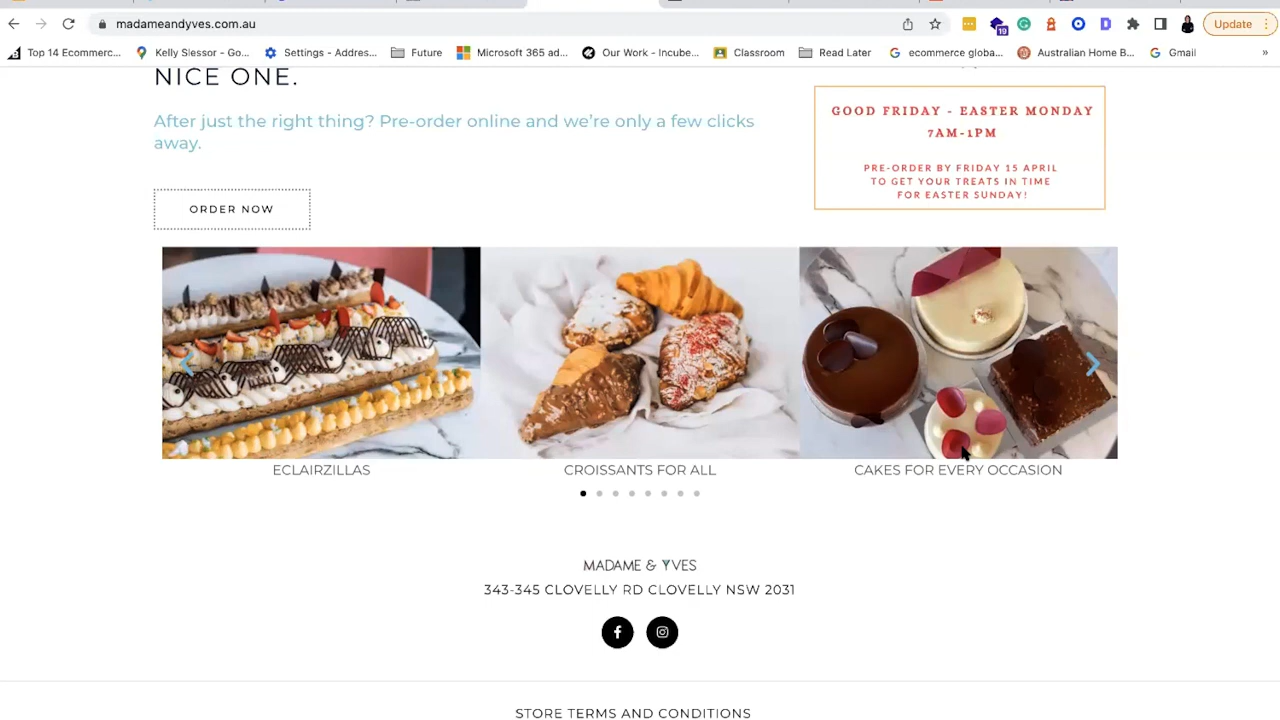 madameandyves.com.au
Update
Top 14 Ecommerc...
Kelly Slessor - Go...
Settings - Addres...
Future
Microsoft 365 ad...
Our Work - Incube...
Classroom
Read Later
ecommerce globa...
Australian Home B...
Gmail
»
19
NICE ONE.
After just the right thing? Pre-order online and we’re only a few clicks
away.
ORDER NOW
GOOD FRIDAY - EASTER MONDAY
7AM-1PM
PRE-ORDER BY FRIDAY 15 APRIL
TO GET YOUR TREATS IN TIME
FOR EASTER SUNDAY!
ECLAIRZILLAS
CROISSANTS FOR ALL
CAKES FOR EVERY OCCASION
MADAME & YVES
343-345 CLOVELLY RD CLOVELLY NSW 2031
STORE TERMS AND CONDITIONS